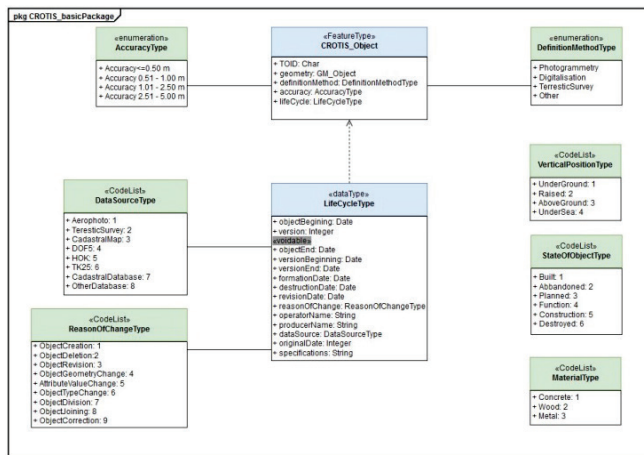 pkg CROTIS_basicPackage
«enumeration»
AccuracyType
+ Accuracy<=0.50 m
+ Accuracy 0.51 - 1.00 m
+ Accuracy 1.01 - 2.50 m
+ Accuracy 2.51 - 5.00 m
«FeatureType»
CROTIS_Object
+ TOID: Char
+ geometry: GM_Object
+ definitionMethod: DefinitionMethodType
+ accuracy: AccuracyType
+ lifeCycle: LifeCycleType
«enumeration»
DefinitionMethodType
+ Photogrammetry
+ Digitalisation
+ TerresticSurvey
+ Other
«CodeList»
DataSourceType
+ Aerophoto: 1
+ TeresticSurvey: 2
+ CadastralMap: 3
+ DOF5: 4
+ HOK: 5
+ TK25: 6
+ CadastralDatabase: 7
+ OtherDatabase: 8
«dataType»
LifeCycleType
+ objectBegining: Date
+ version: Integer
«voidable»
+ objectEnd: Date
+ versionBeginning: Date
+ versionEnd: Date
+ formationDate: Date
+ destructionDate: Date
+ revisionDate: Date
+ reasonOfChange: ReasonOfChangeType
+ operatorName: String
+ producerName: String
+ dataSource: DataSourceType
+ originalDate: Integer
+ specifications: String
«CodeList»
VerticalPositionType
+ UnderGround: 1
+ Raised: 2
+ AboveGround: 3
+ UnderSea: 4
«CodeList»
StateOfObjectType
+ Built: 1
+ Abbandoned: 2
+ Planned: 3
+ Function: 4
+ Construction: 5
+ Destroyed: 6
«CodeList»
ReasonOfChangeType
+ ObjectCreation: 1
+ ObjectDeletion:2
+ ObjectRevision: 3
+ ObjectGeometryChange: 4
+ AttributeValueChange: 5
+ ObjectTypeChange: 6
+ ObjectDivision: 7
+ ObjectJoining: 8
+ ObjectCorrection: 9
«CodeList»
MaterialType
+ Concrete: 1
+ Wood: 2
+ Metal: 3